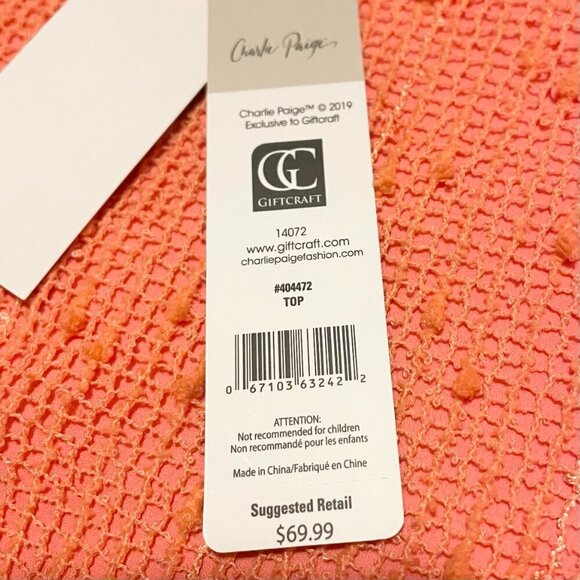 Charlie Paige
Charlie Paige™ © 2019
Exclusive to Giftcraft
GC
GIFTCRAFT
14072
www.giftcraft.com
charliepaigefashion.com
#404472
TOP
0 67103 63242 2
ATTENTION:
Not recommended for children
Non recommandé pour les enfants
Made in China/Fabriqué en Chine
Suggested Retail
$69.99